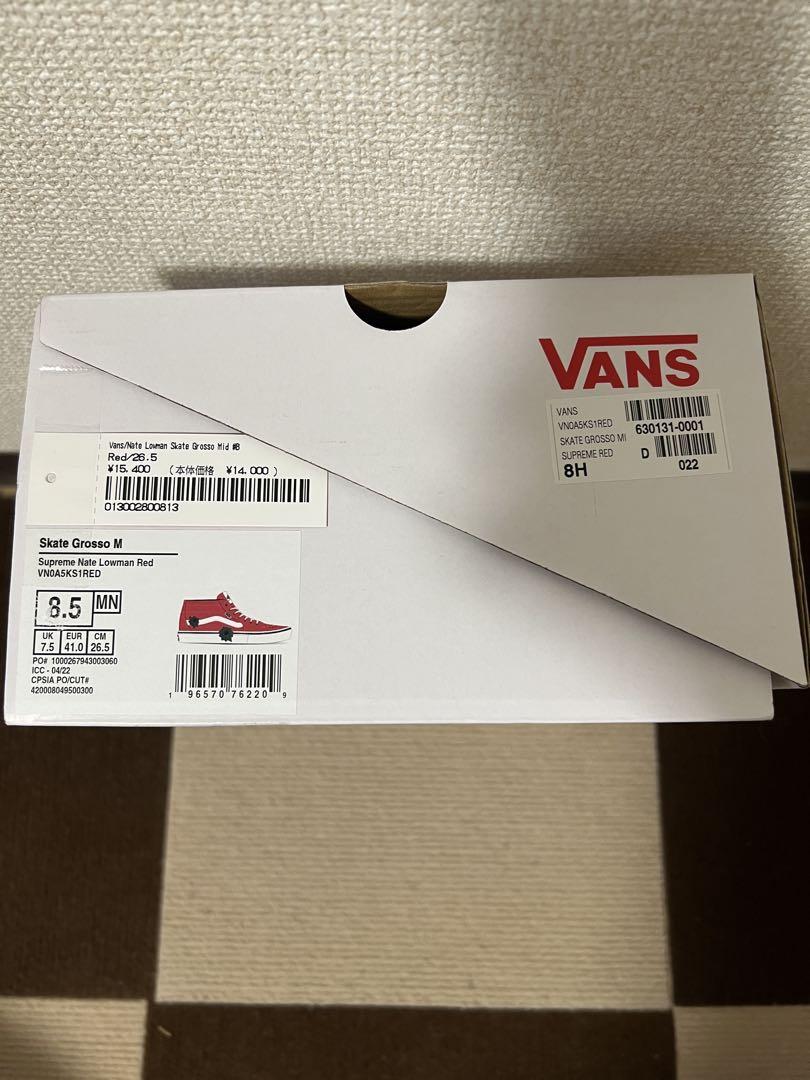 VANS
VANS
VN0A5KS1RED
630131-0001
SKATE GROSSO MI
SUPREME RED
D
8H
022
Vans/Nate Lowman Skate Grosso Mid #8
Red/26.5
¥15,400 (本体価格 ¥14,000 )
013002800813
Skate Grosso M
Supreme Nate Lowman Red
VN0A5KS1RED
8.5 MN
UK EUR CM
7.5 41.0 26.5
PO# 1000267943003060
ICC - 04/22
CPSIA PO/CUT#
420008049500300
1 96570 76220 9